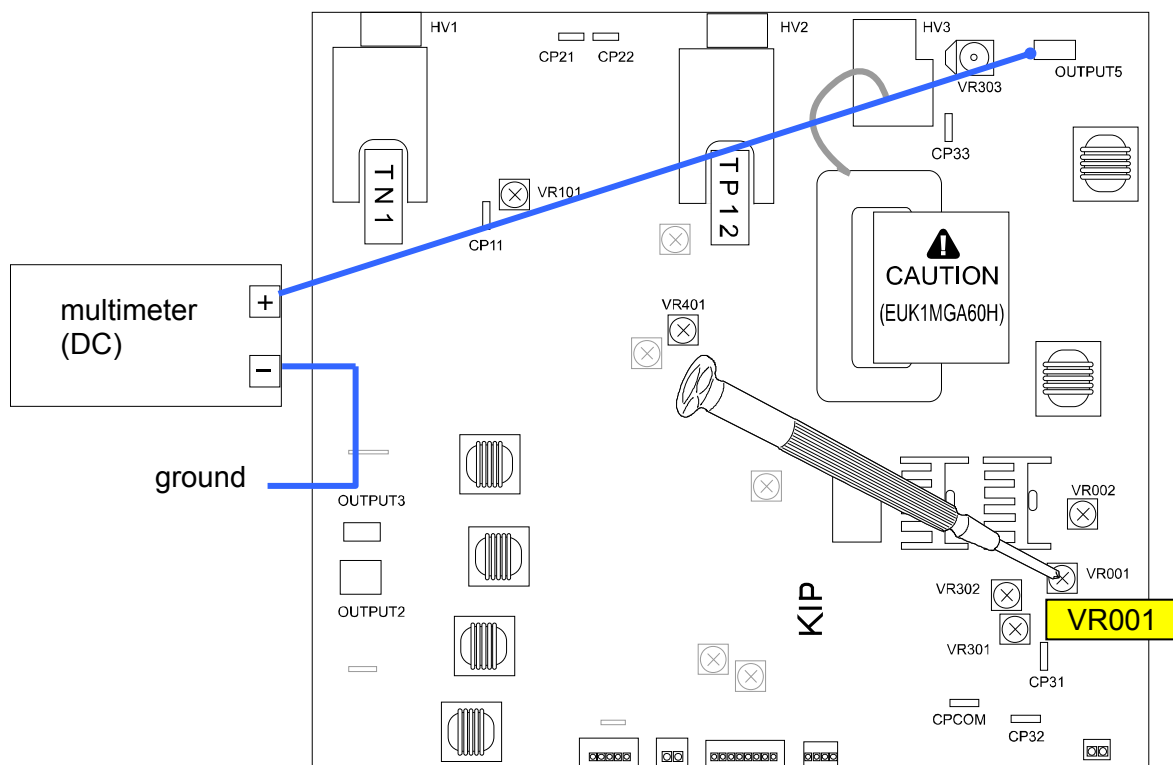 HV1
HV2
HV3
CP21
CP22
VR303
OUTPUT5
CP33
TN1
TP12
VR101
CP11
CAUTION
(EUK1MGA60H)
multimeter
(DC)
+
−
VR401
ground
OUTPUT3
OUTPUT2
VR002
VR001
VR302
VR001
VR301
KIP
CP31
CPCOM
CP32